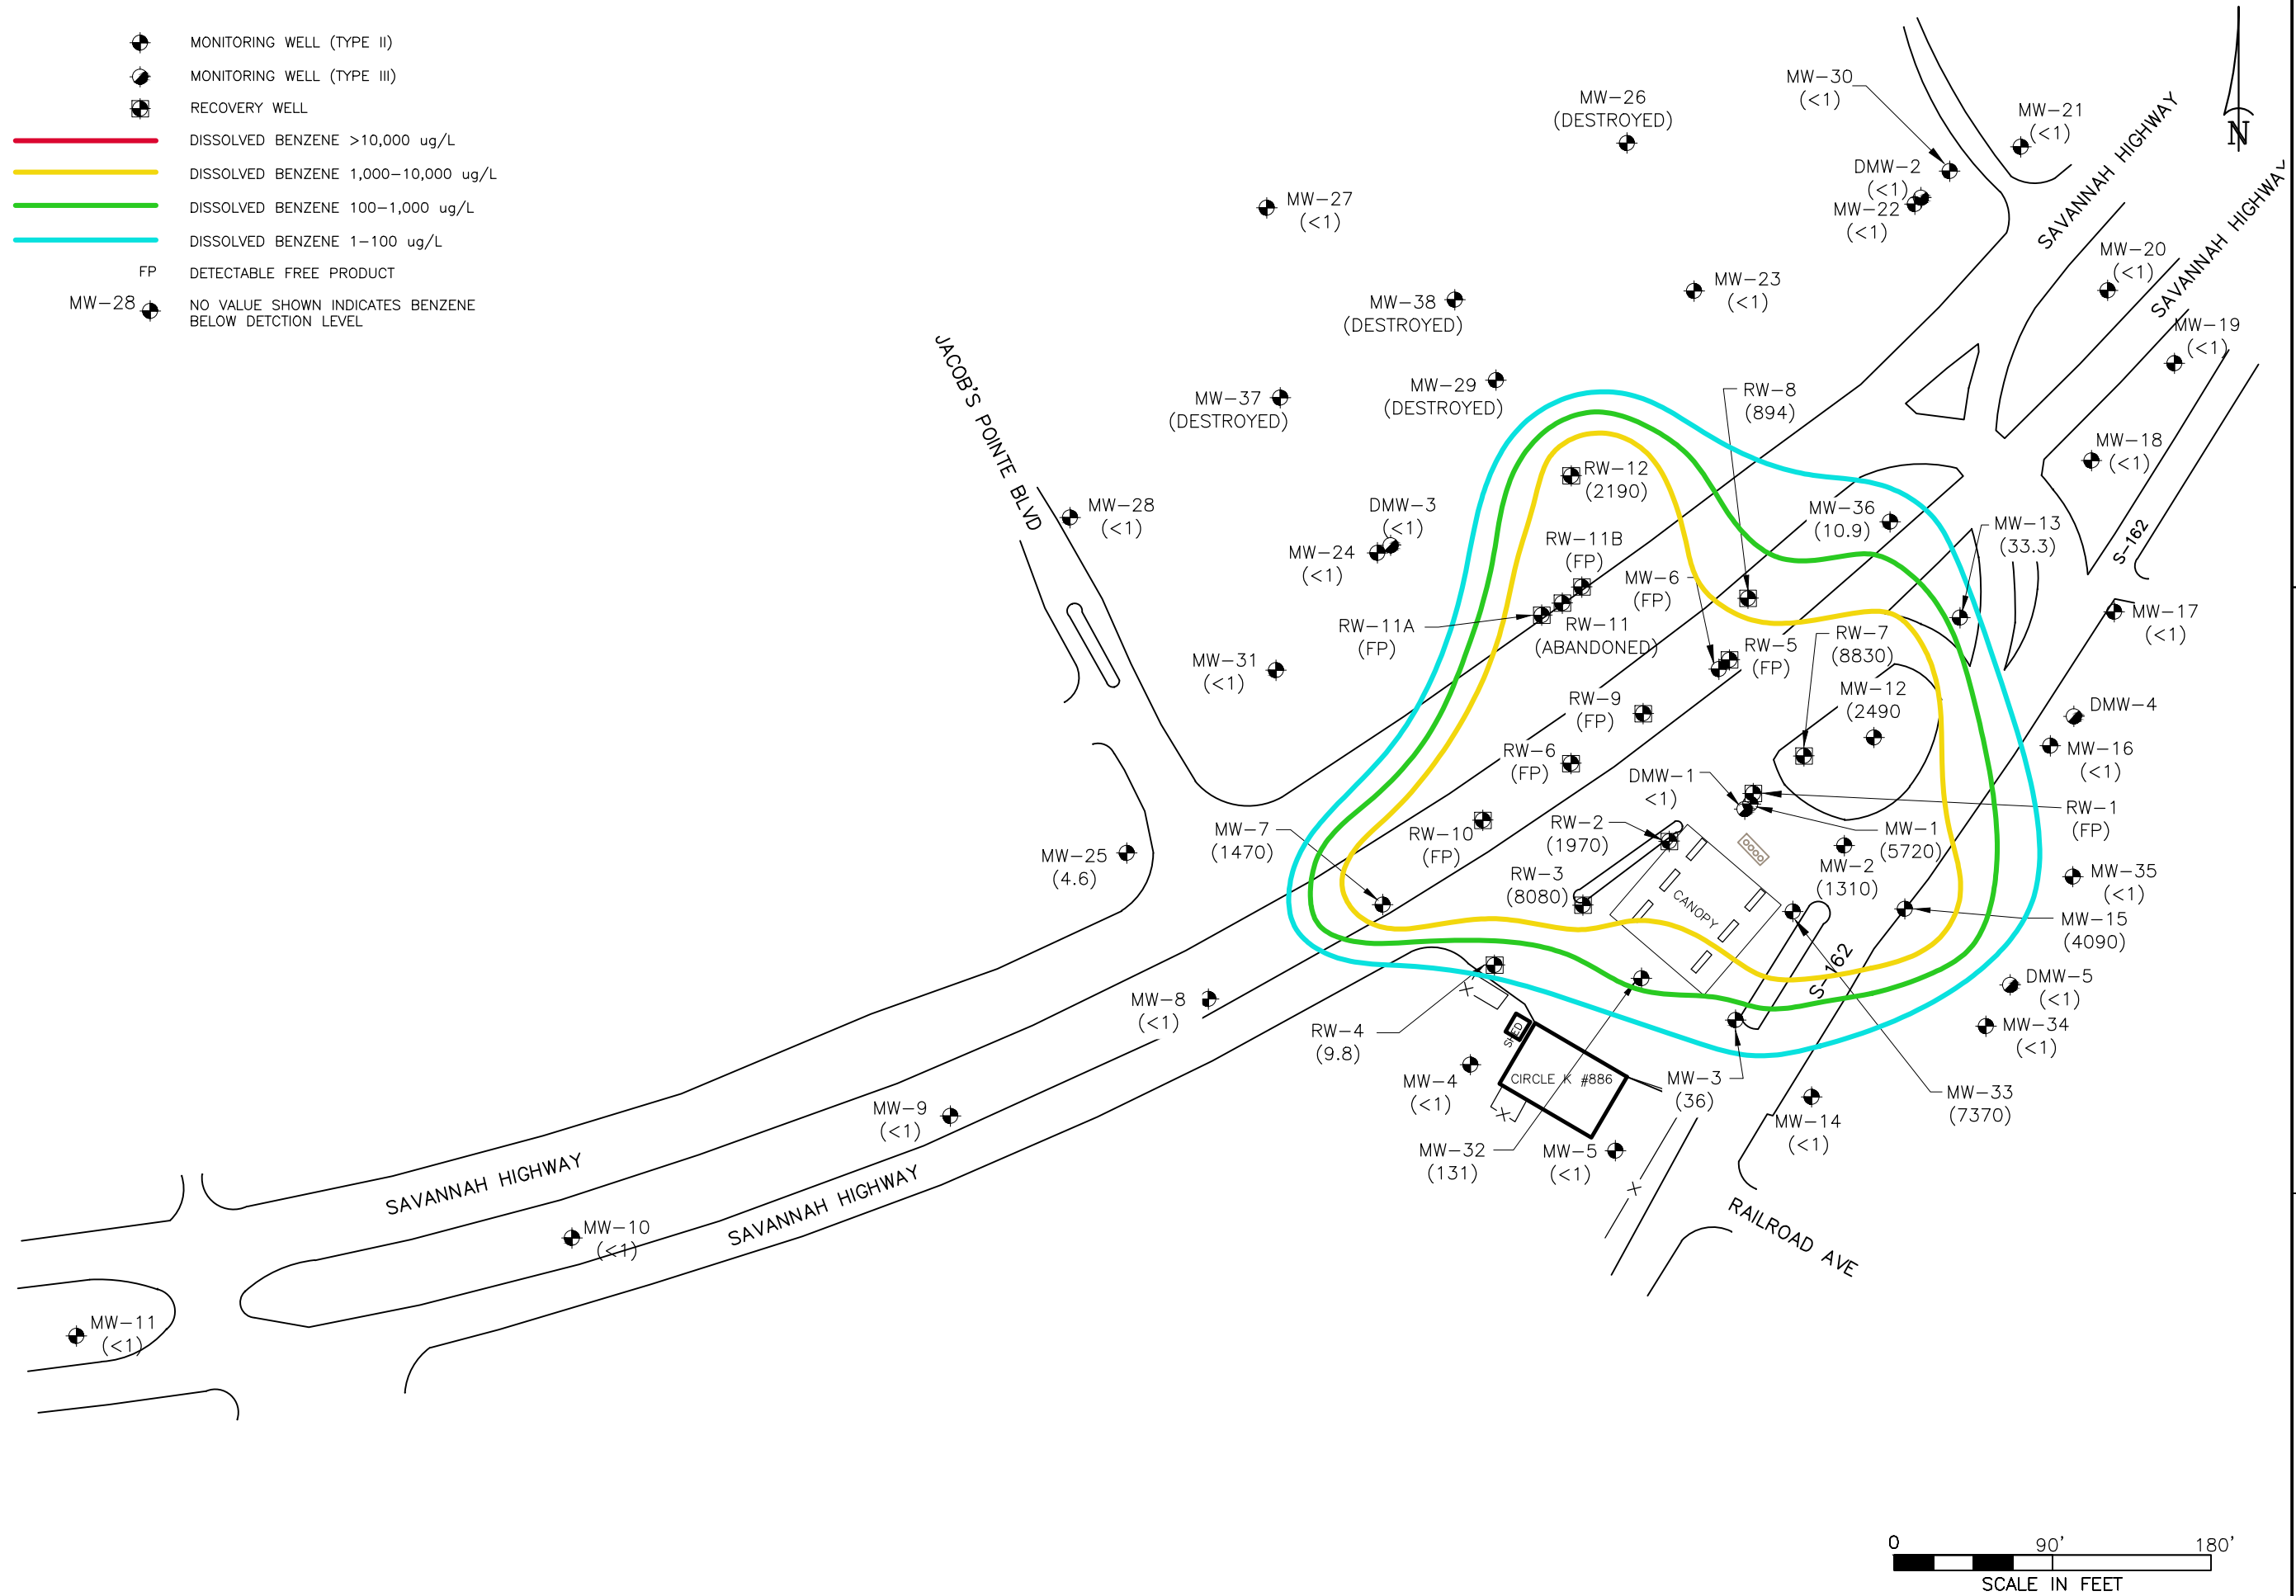 MONITORING WELL (TYPE II)
MONITORING WELL (TYPE III)
RECOVERY WELL
DISSOLVED BENZENE >10,000 ug/L
DISSOLVED BENZENE 1,000-10,000 ug/L
DISSOLVED BENZENE 100-1,000 ug/L
DISSOLVED BENZENE 1-100 ug/L
FP DETECTABLE FREE PRODUCT
MW-28 NO VALUE SHOWN INDICATES BENZENE
BELOW DETCTION LEVEL
N
MW-30
(<1)
MW-26
(DESTROYED)
MW-21
(<1)
SAVANNAH HIGHWAY
DMW-2
(<1)
MW-22
(<1)
MW-27
(<1)
SAVANNAH HIGHWAL
MW-20
(<1)
MW-23
(<1)
MW-38
(DESTROYED)
MW-19
(<1)
JACOB'S POINTE BLVD
MW-37
(DESTROYED)
MW-29
(DESTROYED)
RW-8
(894)
MW-18
(<1)
RW-12
(2190)
MW-28
(<1)
DMW-3
(<1)
MW-24
(<1)
MW-36
(10.9)
MW-13
(33.3)
S-162
RW-11B
(FP)
MW-6
(FP)
MW-17
(<1)
RW-11A
(FP)
RW-11
(ABANDONED)
RW-5
(FP)
RW-7
(8830)
MW-31
(<1)
MW-12
(2490
RW-9
(FP)
DMW-4
MW-16
(<1)
RW-6
(FP)
DMW-1
<1)
RW-1
(FP)
MW-7
(1470)
RW-10
(FP)
RW-2
(1970)
MW-1
(5720)
MW-25
(4.6)
MW-2
(1310)
RW-3
(8080)
CANOPY
MW-35
(<1)
MW-15
(4090)
S-162
DMW-5
(<1)
MW-8
(<1)
X
RW-4
(9.8)
SHED
MW-34
(<1)
MW-4
(<1)
CIRCLE K #886
X
MW-3
(36)
MW-33
(7370)
MW-9
(<1)
MW-14
(<1)
MW-32
(131)
MW-5
(<1)
X
SAVANNAH HIGHWAY
SAVANNAH HIGHWAY
RAILROAD AVE
MW-10
(<1)
MW-11
(<1)
0 90' 180'
SCALE IN FEET